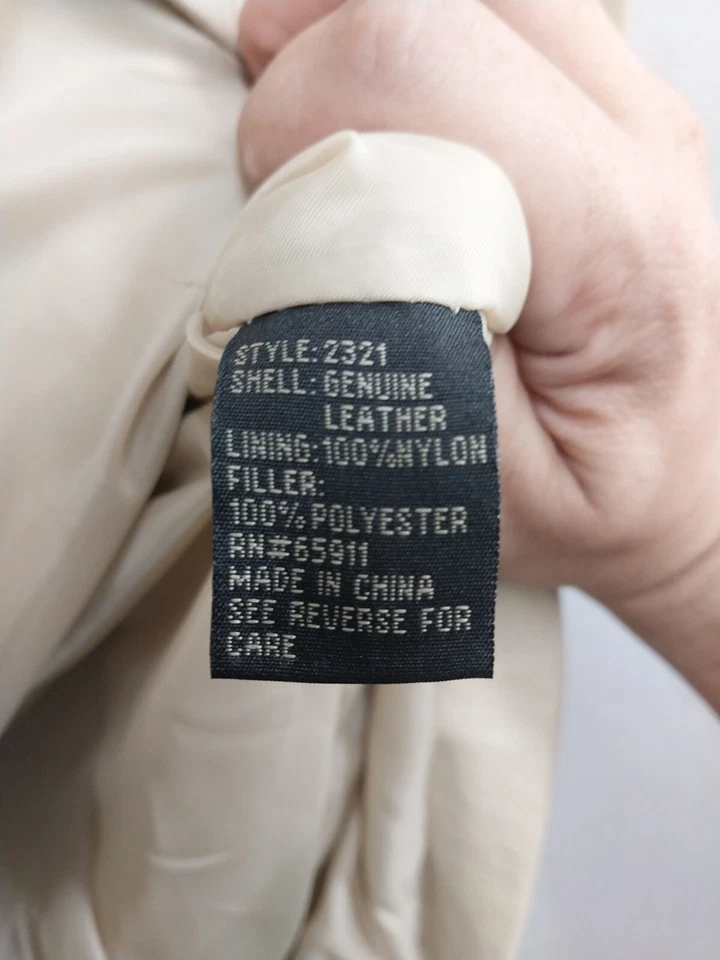 STYLE:2321
SHELL:GENUINE
LEATHER
LINING:100%NYLON
FILLER:
100%POLYESTER
RN#65911
MADE IN CHINA
SEE REVERSE FOR
CARE